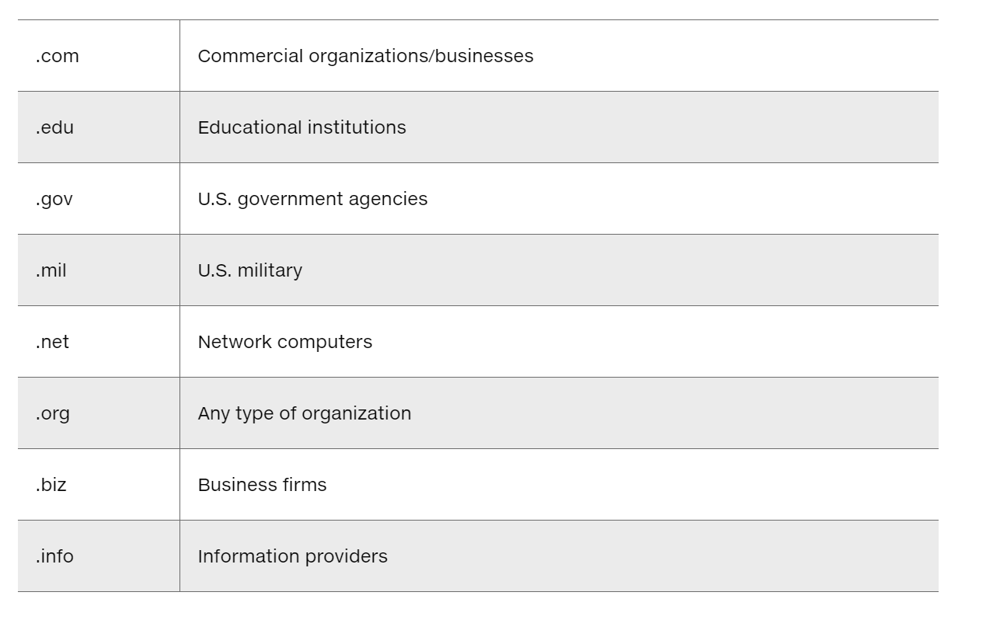 .com Commercial organizations/businesses
.edu Educational institutions
.gov U.S. government agencies
.mil U.S. military
.net Network computers
.org Any type of organization
.biz Business firms
.info Information providers